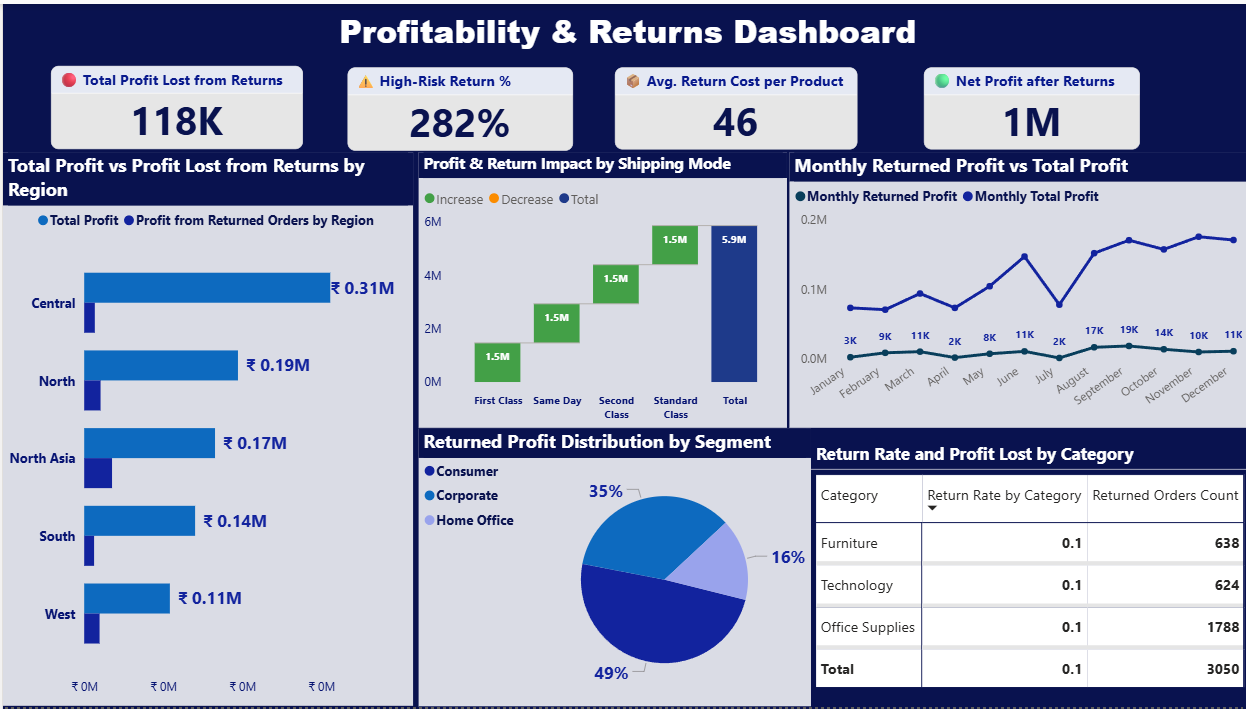 Profitability & Returns Dashboard
🔴 Total Profit Lost from Returns
118K
⚠️ High-Risk Return %
282%
📦 Avg. Return Cost per Product
46
🟢 Net Profit after Returns
1M
Total Profit vs Profit Lost from Returns by
Region
Total Profit Profit from Returned Orders by Region
Central
₹ 0.31M
North
₹ 0.19M
North Asia
₹ 0.17M
South
₹ 0.14M
West
₹ 0.11M
₹ 0M ₹ 0M ₹ 0M ₹ 0M
Profit & Return Impact by Shipping Mode
Increase Decrease Total
6M
4M
2M
0M
1.5M
1.5M
1.5M
1.5M
5.9M
First Class Same Day Second Class Standard Class Total
Monthly Returned Profit vs Total Profit
Monthly Returned Profit Monthly Total Profit
0.2M
0.1M
0.0M
3K 9K 11K 2K 8K 11K 2K 17K 19K 14K 10K 11K
January February March April May June July August September October November December
Returned Profit Distribution by Segment
Consumer
Corporate
Home Office
35%
16%
49%
Return Rate and Profit Lost by Category
Category Return Rate by Category Returned Orders Count
Furniture 0.1 638
Technology 0.1 624
Office Supplies 0.1 1788
Total 0.1 3050